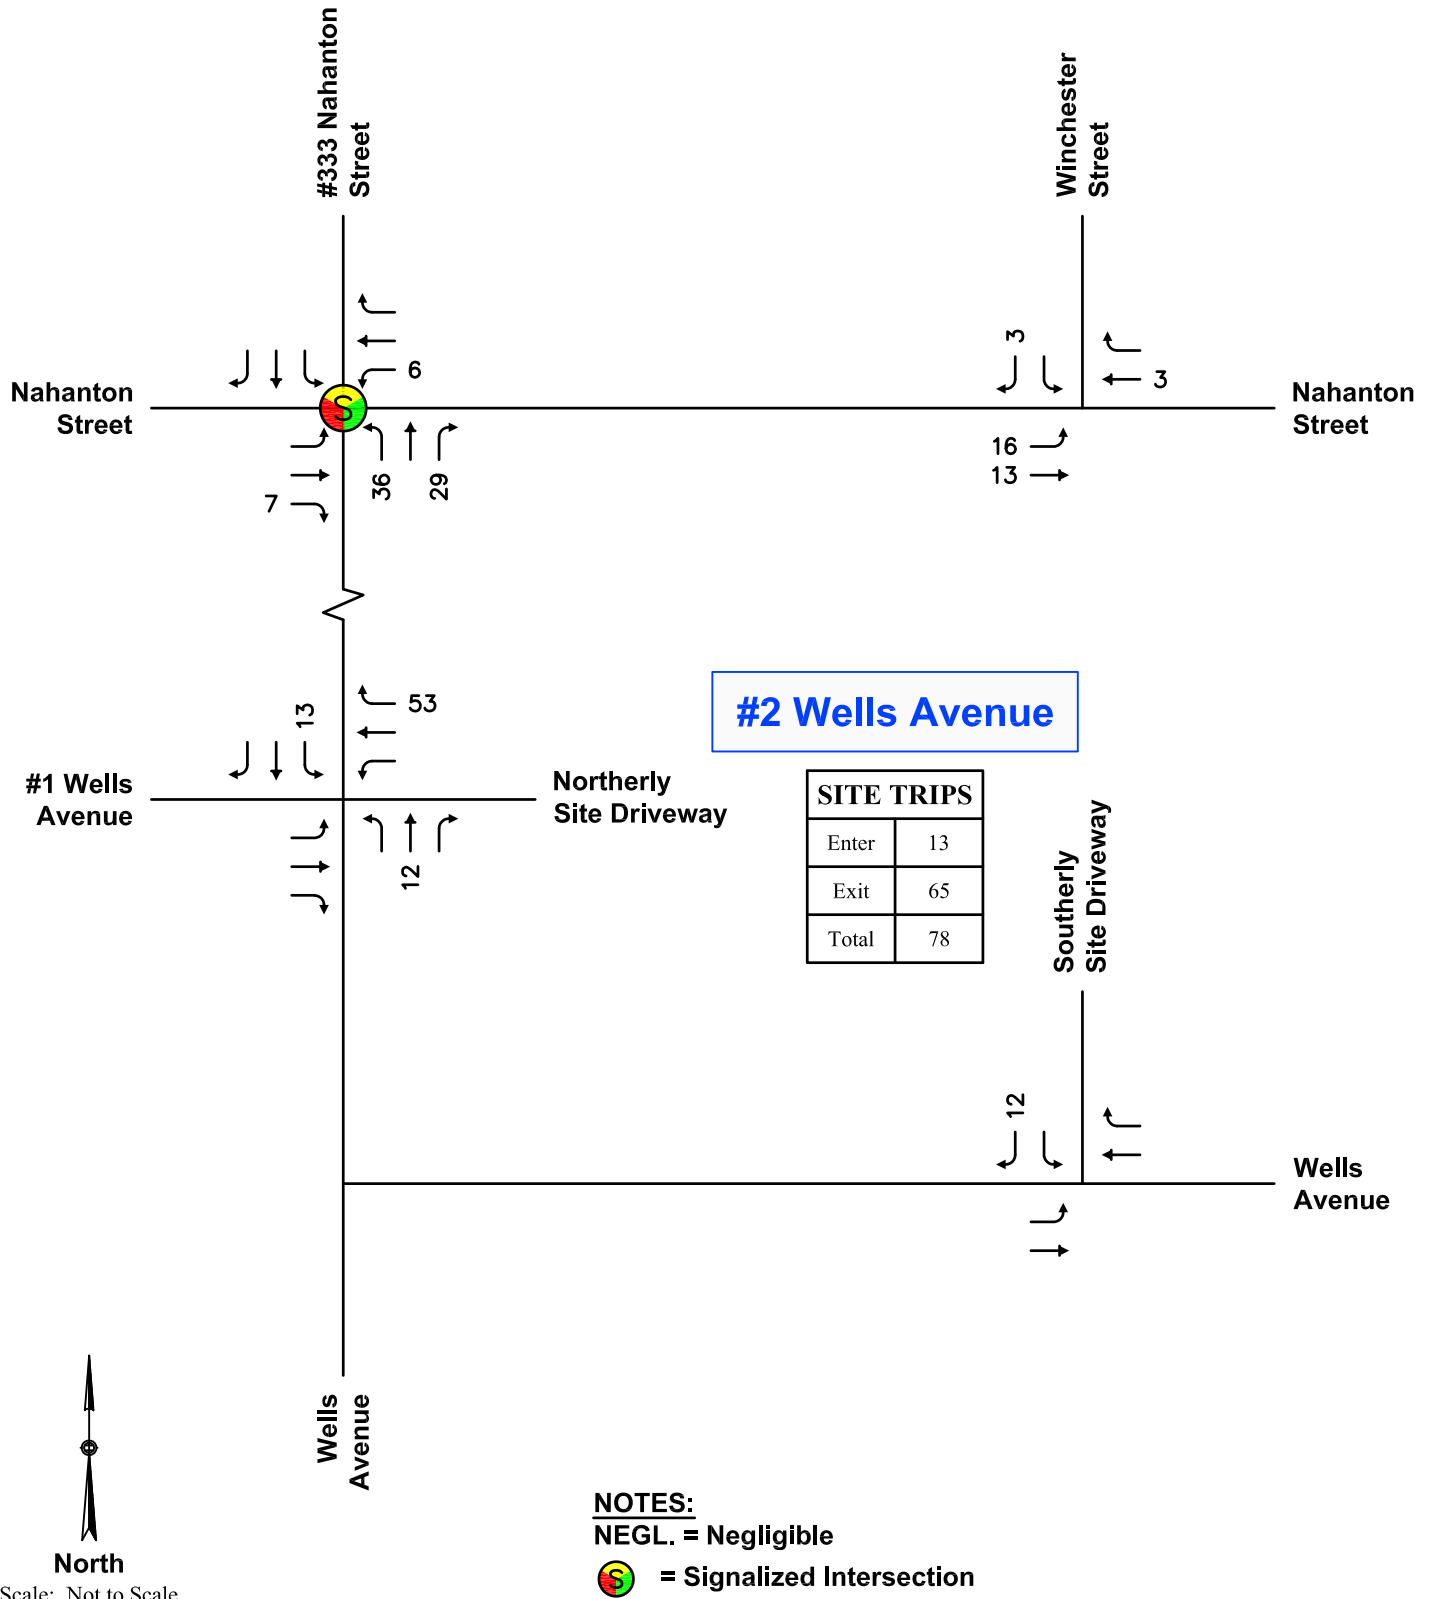 #333 Nahanton
Street
Winchester
Street
3
6
3
Nahanton
Street
S
Nahanton
Street
16
13
7
36
29
13
53
#2 Wells Avenue
#1 Wells
Avenue
Northerly
Site Driveway
SITE TRIPS
Enter 13
Exit 65
Total 78
12
Southerly
Site Driveway
12
Wells
Avenue
Wells
Avenue
North
Scale: Not to Scale
NOTES:
NEGL. = Negligible
S = Signalized Intersection